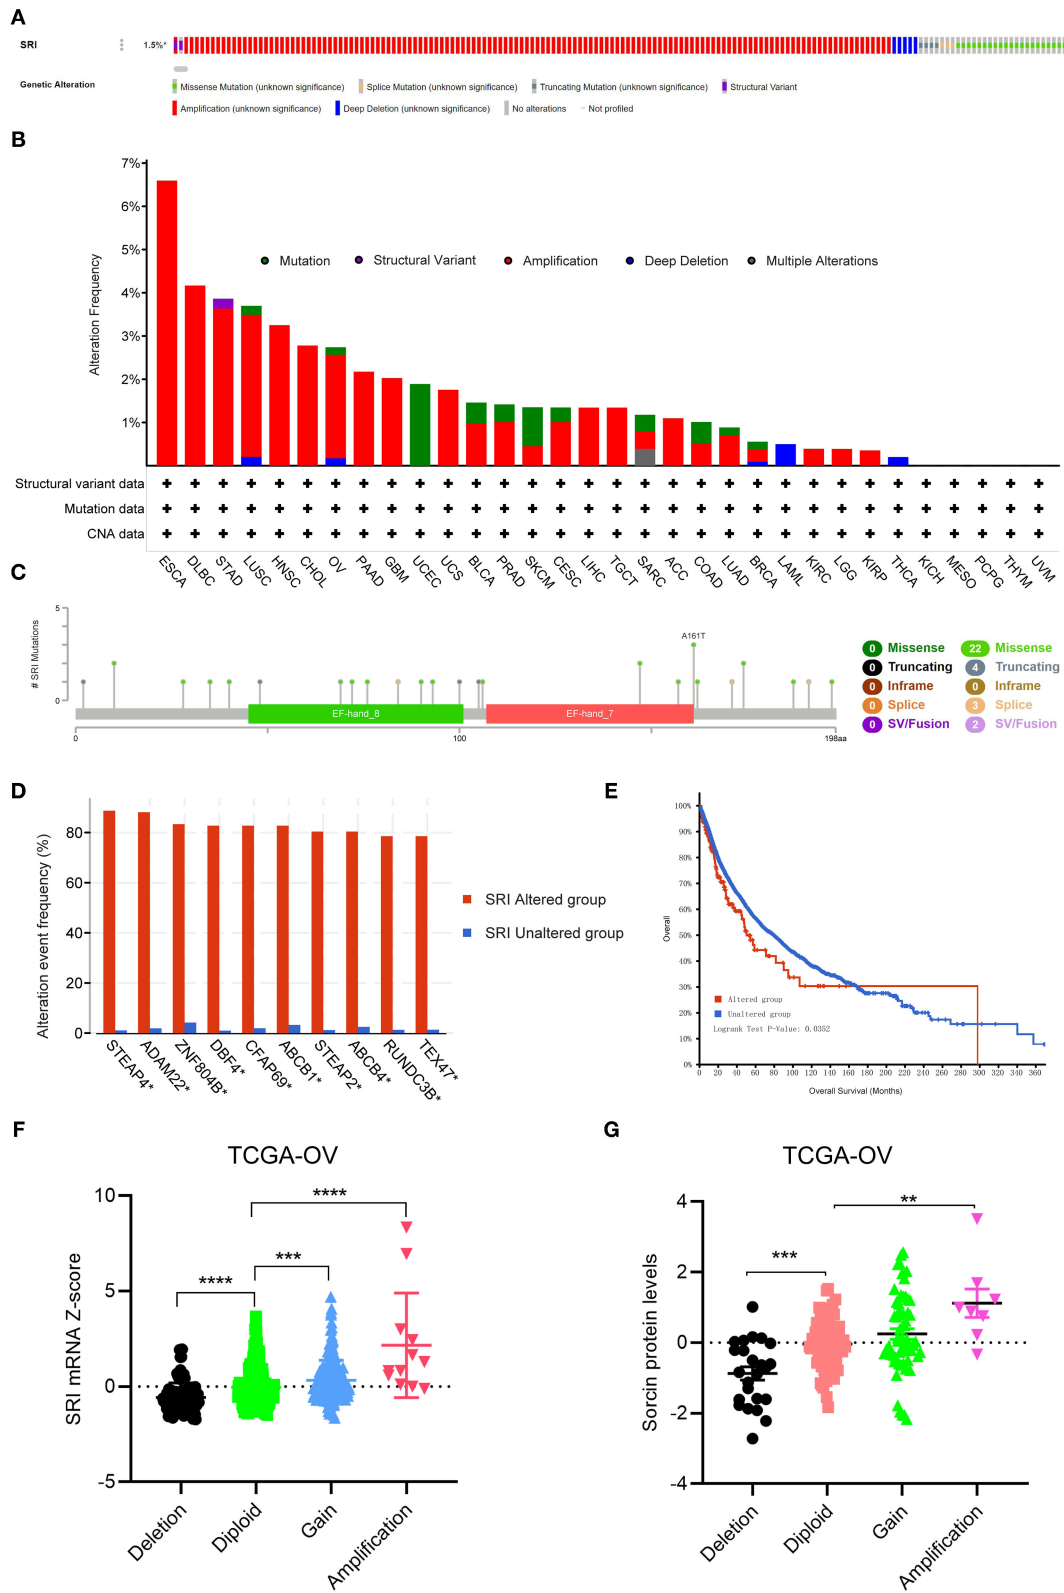 A
SRI
1.5%*
Genetic Alteration
Missense Mutation (unknown significance)
Splice Mutation (unknown significance)
Truncating Mutation (unknown significance)
Structural Variant
Amplification (unknown significance)
Deep Deletion (unknown significance)
No alterations
Not profiled
B
7%
6%
5%
4%
3%
2%
1%
Alteration Frequency
Mutation
Structural Variant
Amplification
Deep Deletion
Multiple Alterations
Structural variant data
Mutation data
CNA data
ESCA DLBC STAD LUSC HNSC CHOL OV PAAD GBM UCEC UCS BLCA PRAD SKCM CESC LIHC TGCT SARC ACC COAD LUAD BRCA LAML KIRC LGG KIRP THCA KICH MESO PCPG THYM UVM
C
# SRI Mutations
5
0
A161T
EF-hand_8
EF-hand_7
0 100 198aa
0 Missense 22 Missense
0 Truncating 4 Truncating
0 Inframe 0 Inframe
0 Splice 3 Splice
0 SV/Fusion 2 SV/Fusion
D
Alteration event frequency (%)
80
60
40
20
0
SRI Altered group
SRI Unaltered group
STEAP4* ADAM22* ZNF804B* DBF4* CFAP69* ABCB1* STEAP2* ABCB4* RUNDC3B* TEX47*
E
Overall
100%
90%
80%
70%
60%
50%
40%
30%
20%
10%
0%
Altered group
Unaltered group
Logrank Test P-Value: 0.0352
0 20 40 60 80 100 120 140 160 180 200 220 240 260 280 300 320 340 360
Overall Survival (Months)
F
TCGA-OV
SRI mRNA Z-score
10
5
0
-5
****
***
****
Deletion Diploid Gain Amplification
G
TCGA-OV
Sorcin protein levels
4
2
0
-2
-4
**
***
Deletion Diploid Gain Amplification